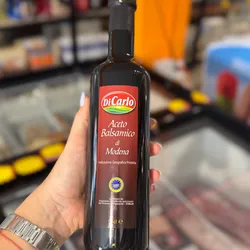 DiCarlo
Aceto
Balsamico
di
Modena
Indicazione Geografica Protetta